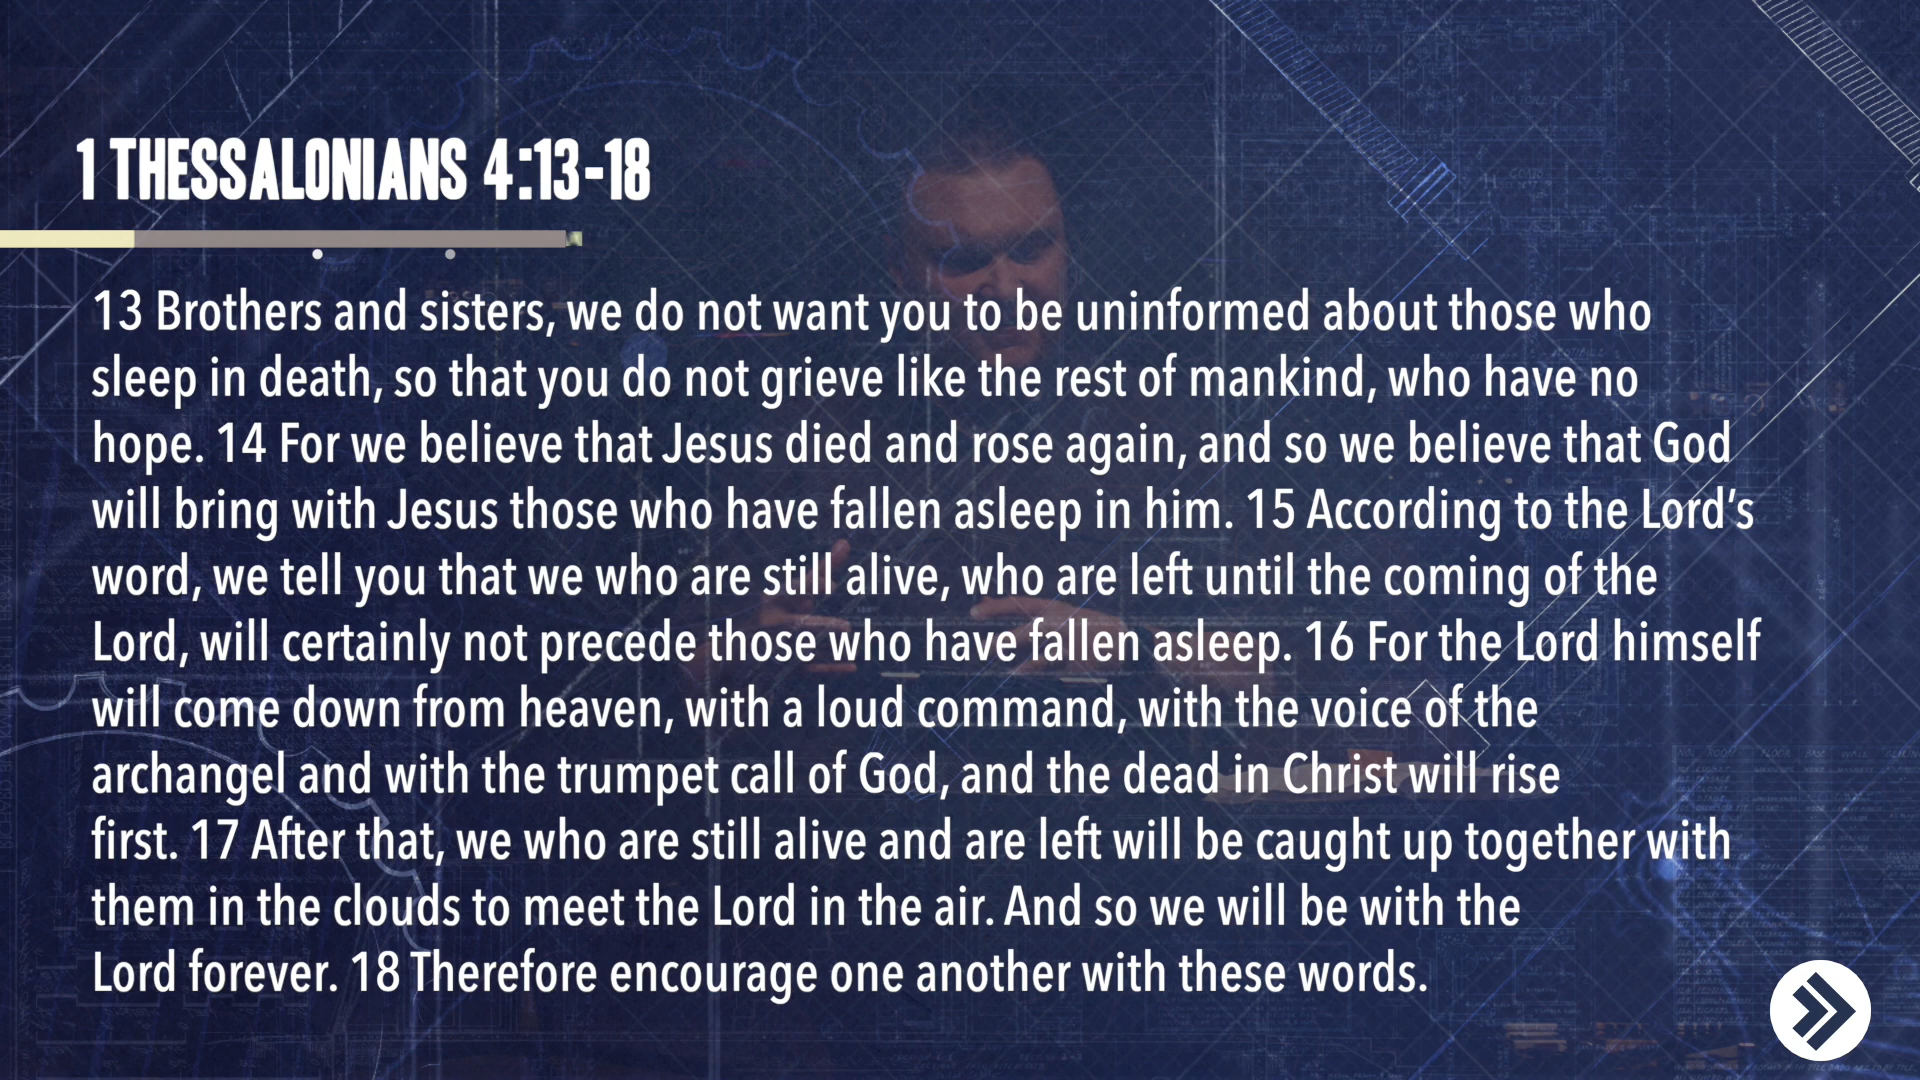 1 THESSALONIANS 4:13-18
13 Brothers and sisters, we do not want you to be uninformed about those who
sleep in death, so that you do not grieve like the rest of mankind, who have no
hope. 14 For we believe that Jesus died and rose again, and so we believe that God
will bring with Jesus those who have fallen asleep in him. 15 According to the Lord’s
word, we tell you that we who are still alive, who are left until the coming of the
Lord, will certainly not precede those who have fallen asleep. 16 For the Lord himself
will come down from heaven, with a loud command, with the voice of the
archangel and with the trumpet call of God, and the dead in Christ will rise
first. 17 After that, we who are still alive and are left will be caught up together with
them in the clouds to meet the Lord in the air. And so we will be with the
Lord forever. 18 Therefore encourage one another with these words.